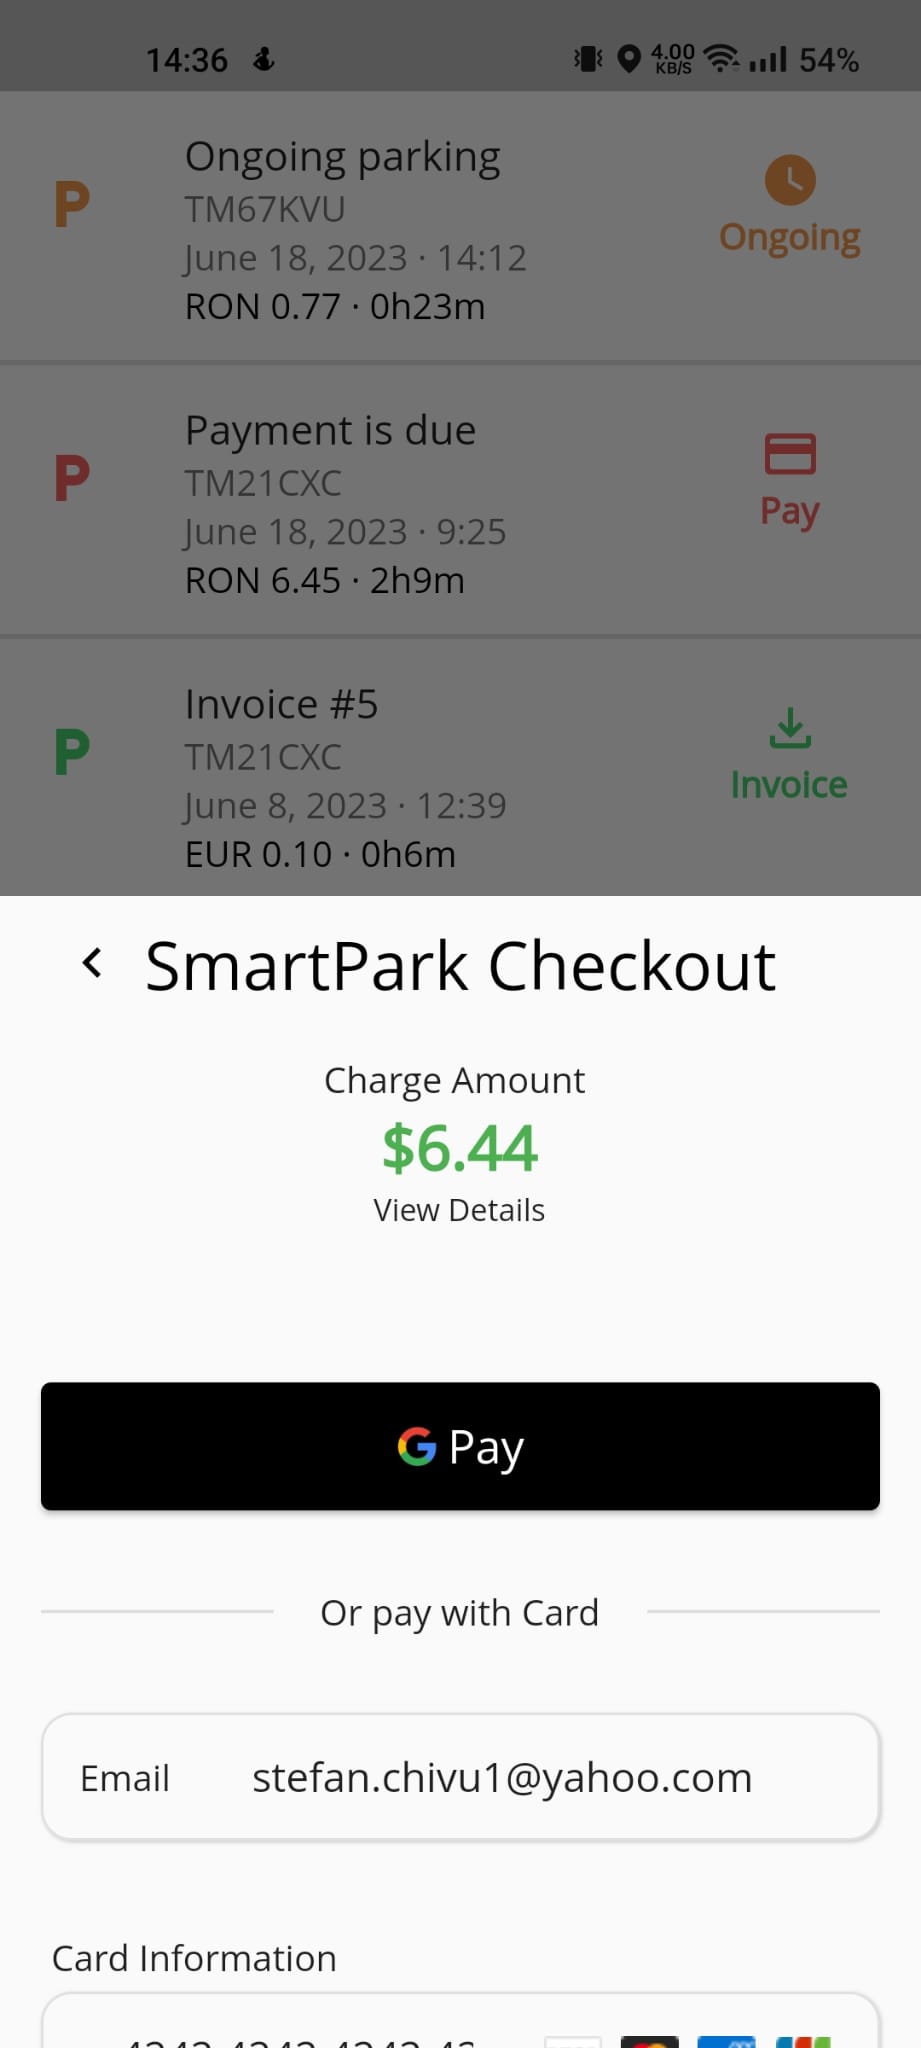 14:36 4.00 KB/S 54%
Ongoing parking
P
TM67KVU
June 18, 2023 · 14:12
Ongoing
RON 0.77 · 0h23m
Payment is due
P
TM21CXC
June 18, 2023 · 9:25
Pay
RON 6.45 · 2h9m
Invoice #5
P
TM21CXC
June 8, 2023 · 12:39
Invoice
EUR 0.10 · 0h6m
SmartPark Checkout
Charge Amount
$6.44
View Details
G Pay
Or pay with Card
Email stefan.chivu1@yahoo.com
Card Information
4242 4242 4242